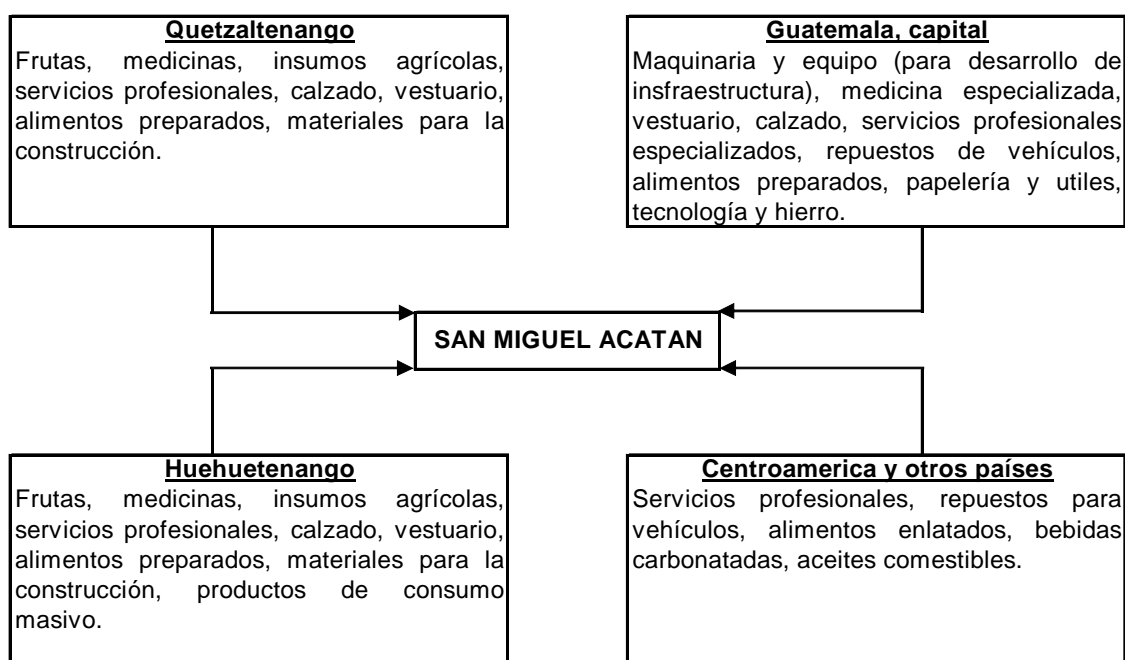 Quetzaltenango
Frutas, medicinas, insumos agrícolas,
servicios profesionales, calzado, vestuario,
alimentos preparados, materiales para la
construcción.
Guatemala, capital
Maquinaria y equipo (para desarrollo de
insfraestructura), medicina especializada,
vestuario, calzado, servicios profesionales
especializados, repuestos de vehículos,
alimentos preparados, papelería y utiles,
tecnología y hierro.
SAN MIGUEL ACATAN
Huehuetenango
Frutas, medicinas, insumos agrícolas,
servicios profesionales, calzado, vestuario,
alimentos preparados, materiales para la
construcción, productos de consumo
masivo.
Centroamerica y otros países
Servicios profesionales, repuestos para
vehículos, alimentos enlatados, bebidas
carbonatadas, aceites comestibles.